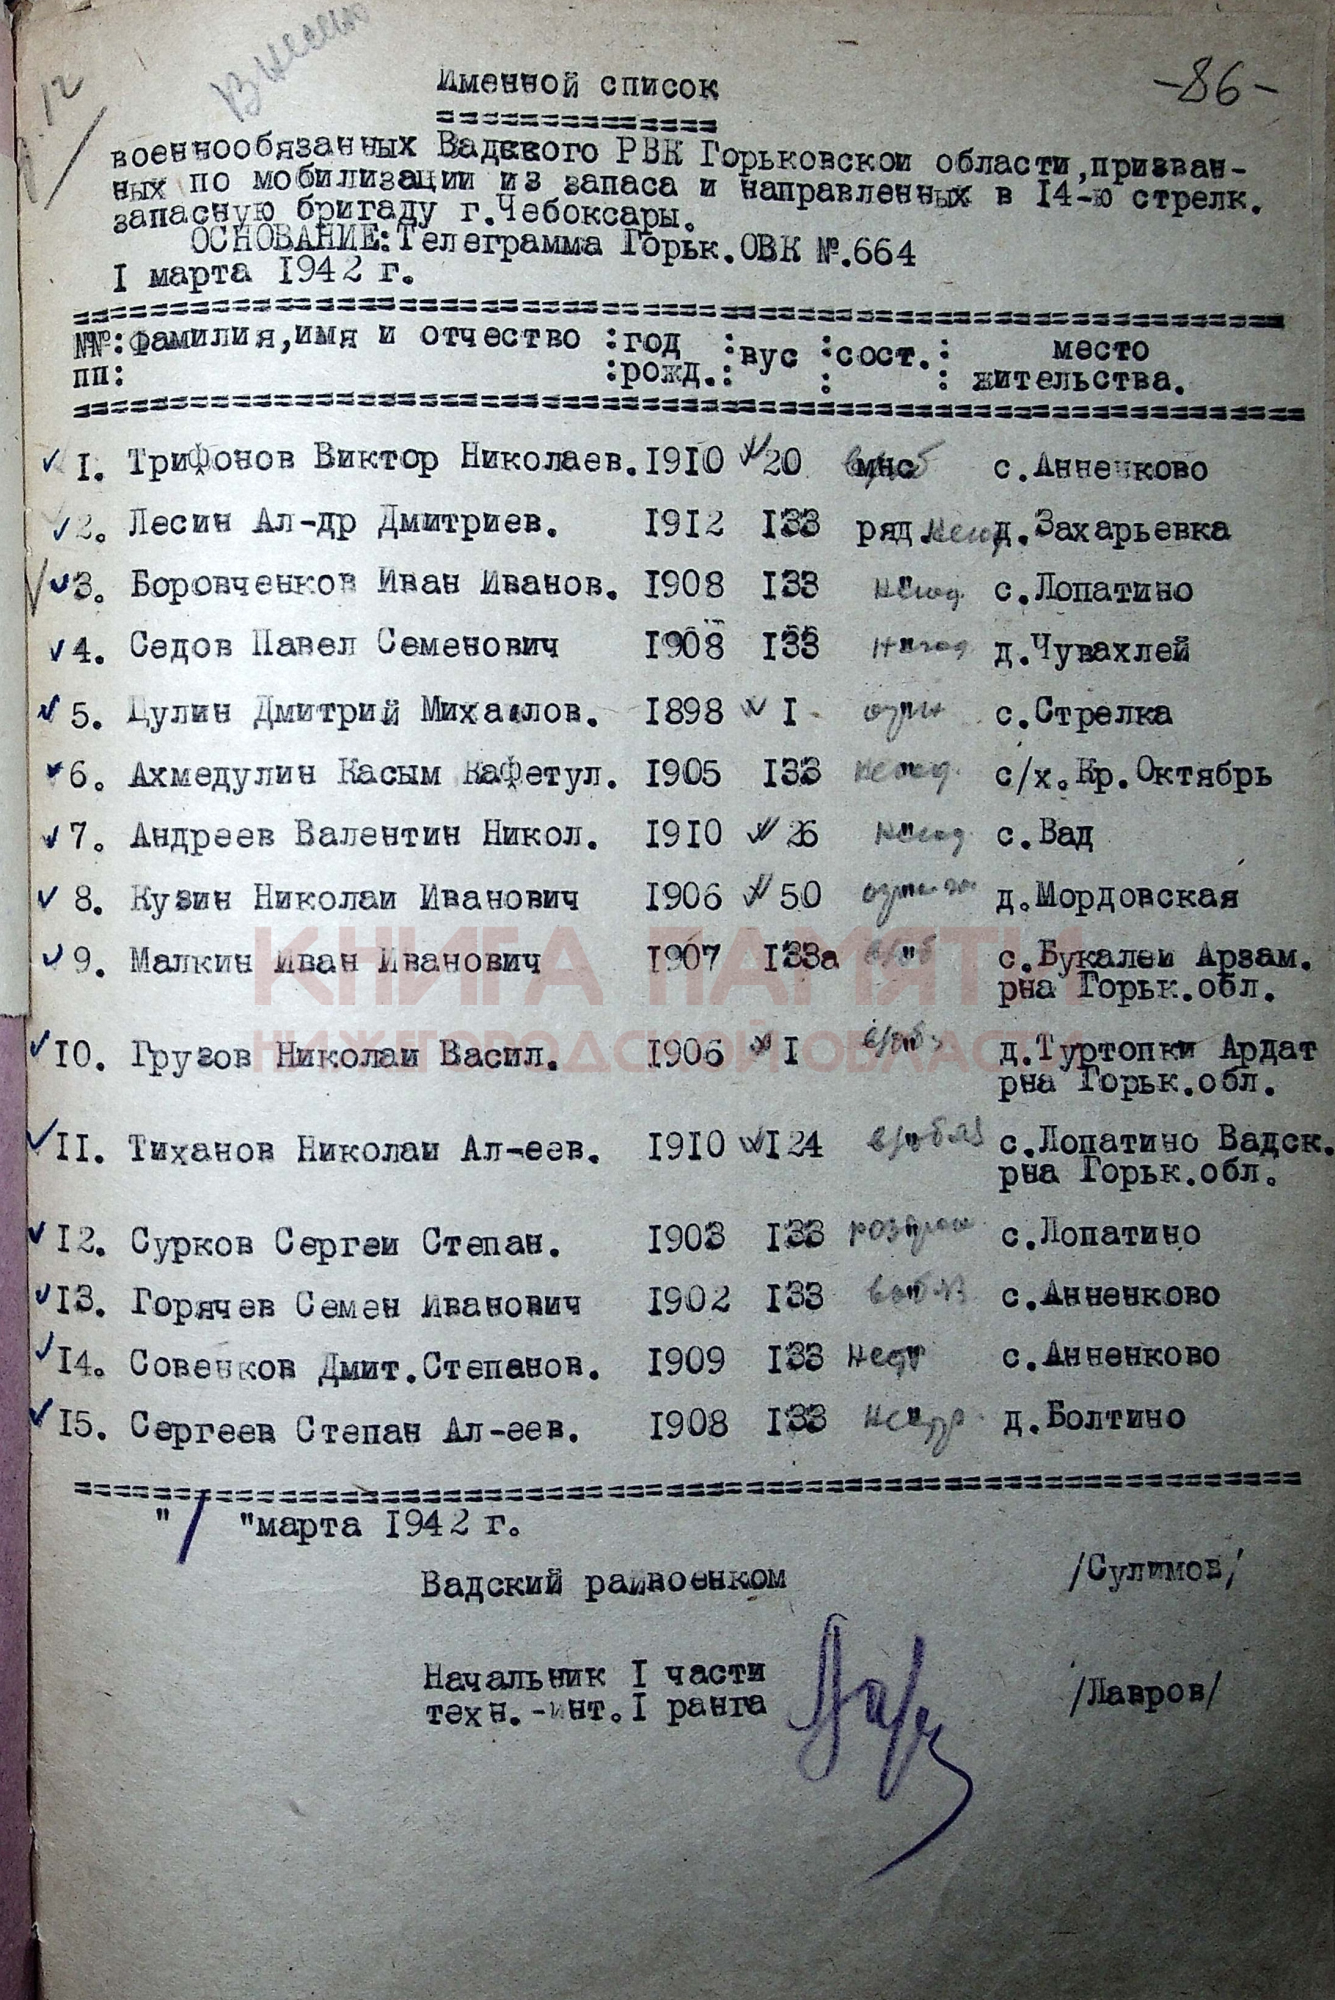 -86-
Именной список
военнообязанных Вадского РВК Горьковской области, призван-
ных по мобилизации из запаса и направленных в 14-ю стрелк.
запасную бригаду г.Чебоксары.
ОСНОВАНИЕ: Телеграмма Горьк.ОВК №.664
I марта 1942 г.
№№: фамилия, имя и отчество :год :вус :сост.: место
пп: :рожд.: : : жительства.
1. Трифонов Виктор Николаев. 1910 20 мнс с.Анненково
2. Лесин Ал-др Дмитриев. 1912 133 ряд. д.Захарьевка
3. Боровченков Иван Иванов. 1908 133 " с.Лопатино
4. Седов Павел Семенович 1908 133 " д.Чувахлей
5. Цулин Дмитрий Михайлов. 1898 1 " с.Стрелка
6. Ахмедулин Касым Кафетул. 1905 133 " с/х.Кр.Октябрь
7. Андреев Валентин Никол. 1910 26 " с.Вад
8. Кузин Николай Иванович 1906 50 " д.Мордовская
9. Малкин Иван Иванович 1907 133а " с.Букалеи Арзам.
рна Горьк.обл.
10. Грузов Николай Васил. 1906 1 " д.Туртопки Ардат
рна Горьк.обл.
11. Тиханов Николай Ал-еев. 1910 124 " с.Лопатино Вадск.
рна Горьк.обл.
12. Сурков Сергей Степан. 1903 133 " с.Лопатино
13. Горячев Семен Иванович 1902 133 " с.Анненково
14. Совенков Дмит.Степанов. 1909 133 " с.Анненково
15. Сергеев Степан Ал-еев. 1908 133 " д.Болтино
"1 "марта 1942 г.
Вадский райвоенком /Сулимов/
Начальник I части
техн.-инт.I ранга /Лавров/
КНИГА ПАМЯТИ
НИЖЕГОРОДСКОЙ ОБЛАСТИ